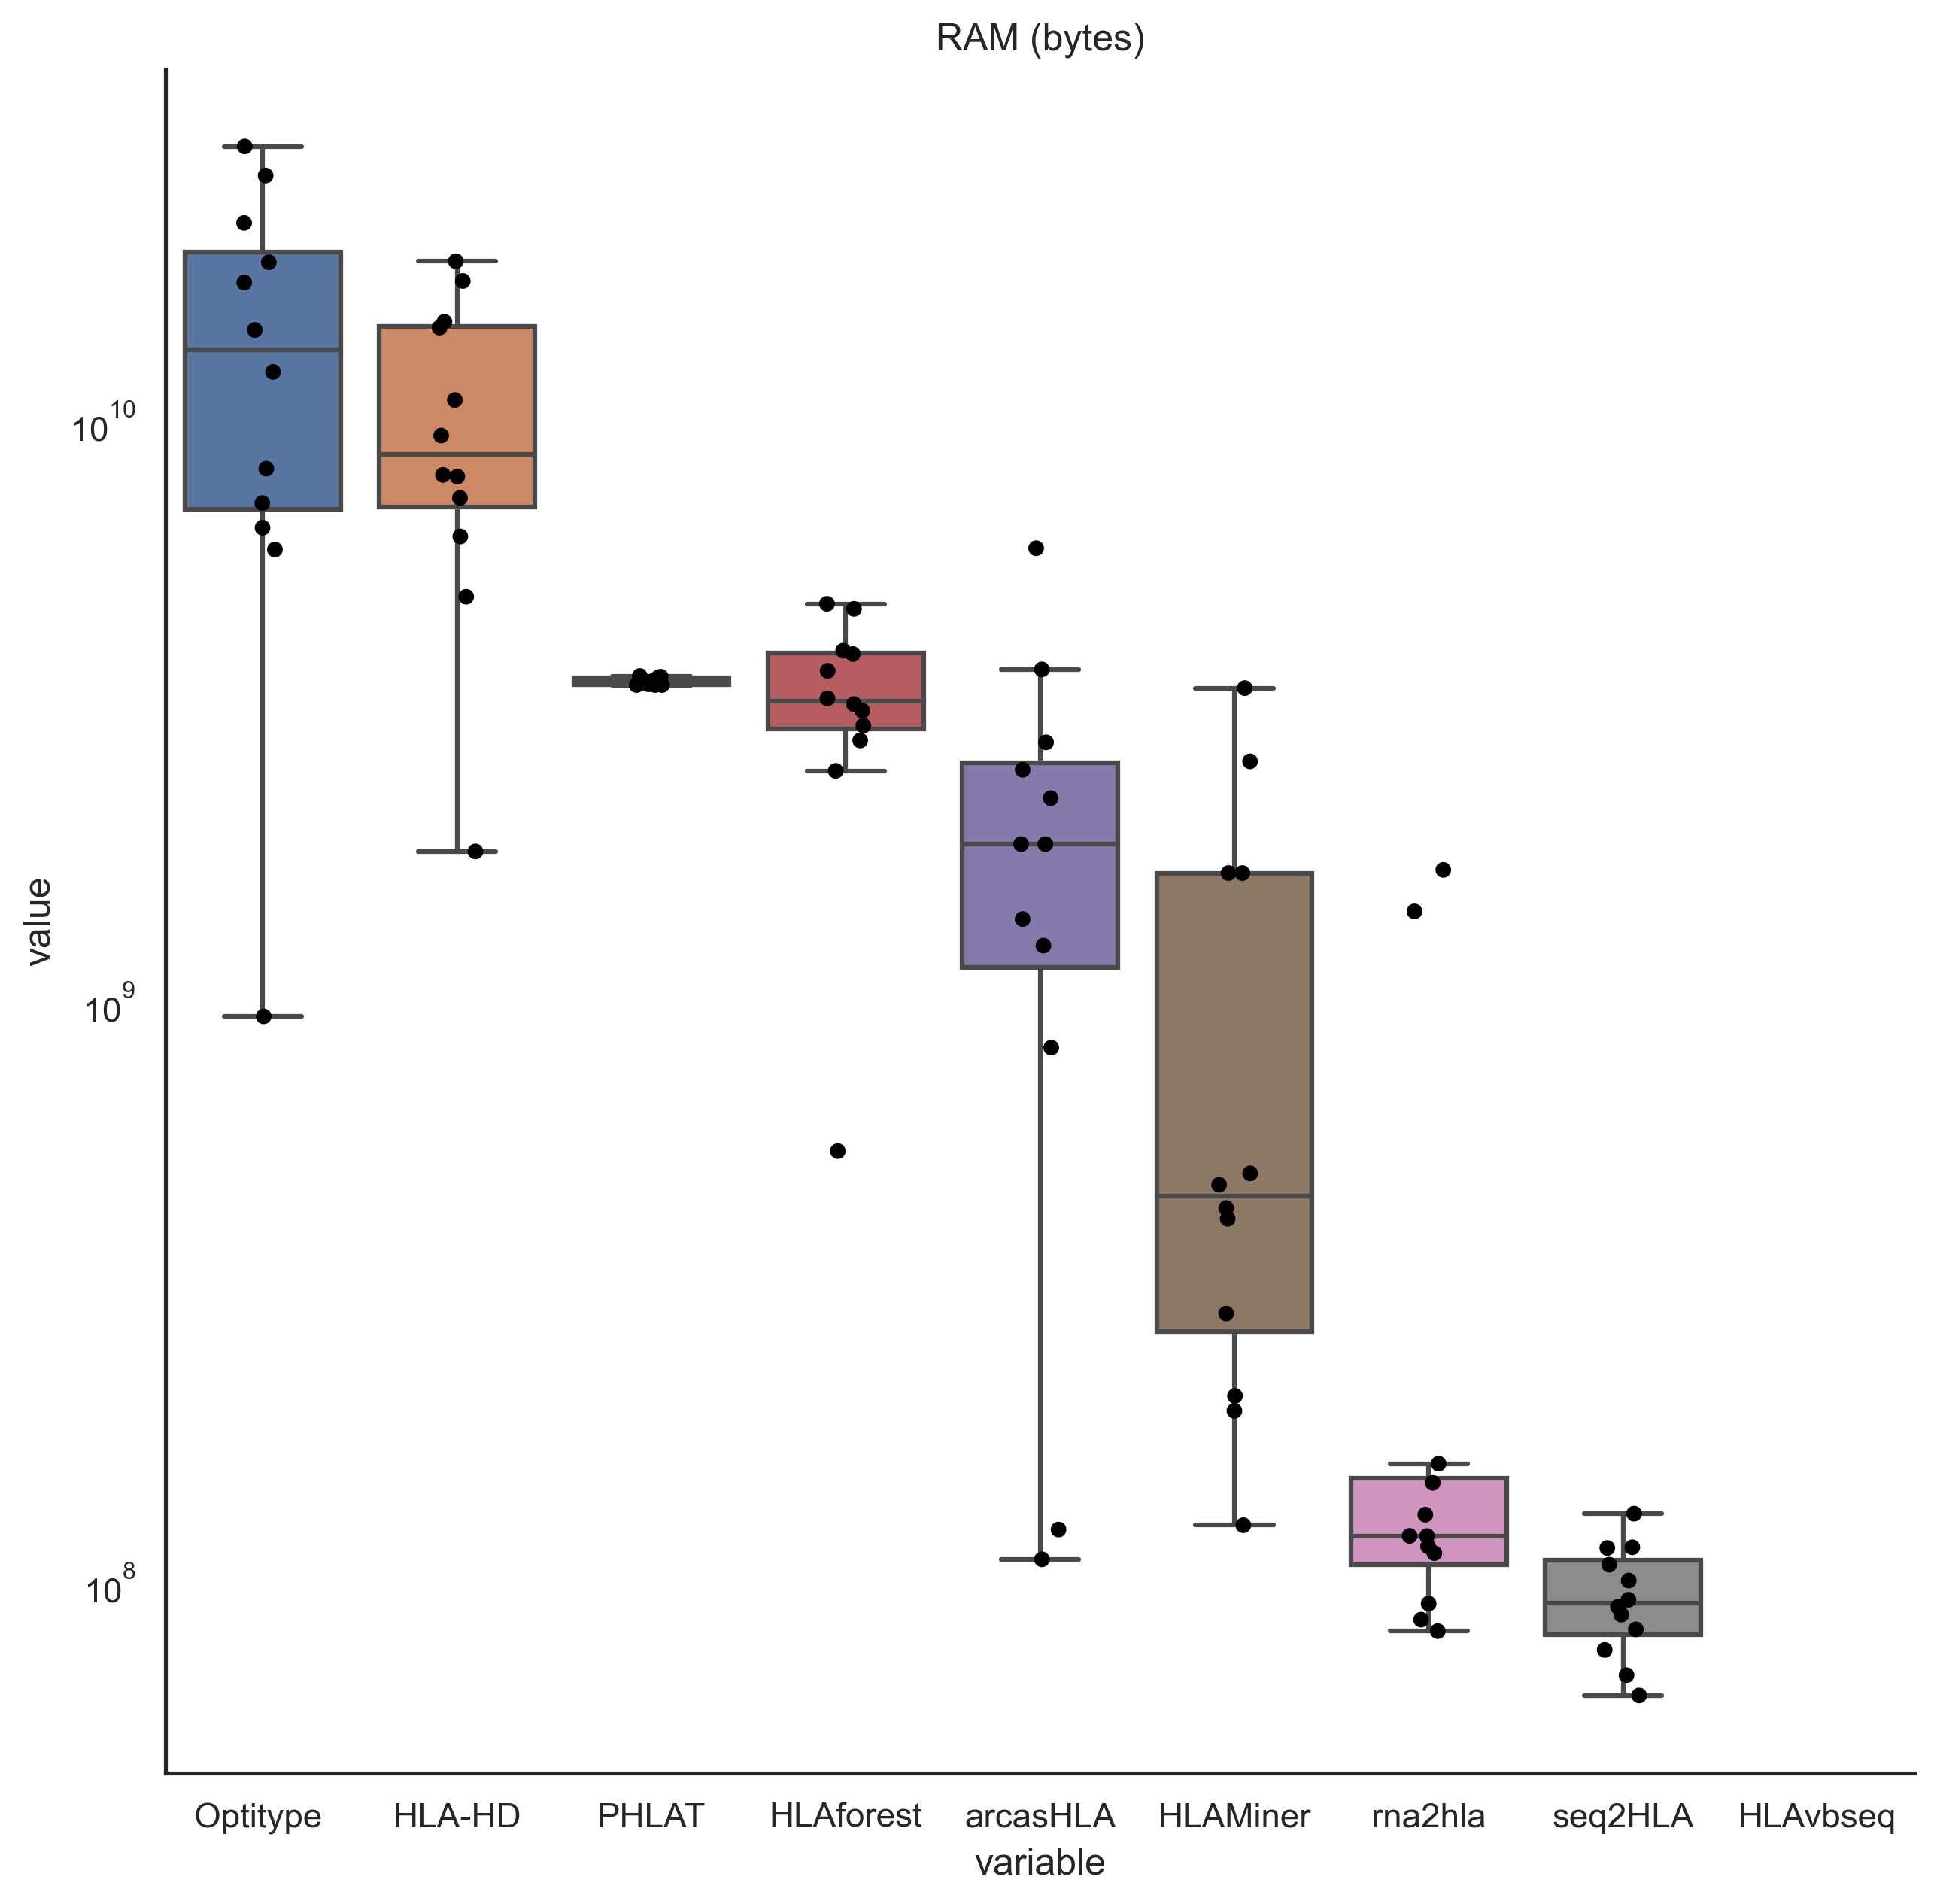 RAM (bytes)
value
10^10
10^9
10^8
Optitype HLA-HD PHLAT HLAforest arcasHLA HLAMiner rna2hla seq2HLA HLAvbseq
variable